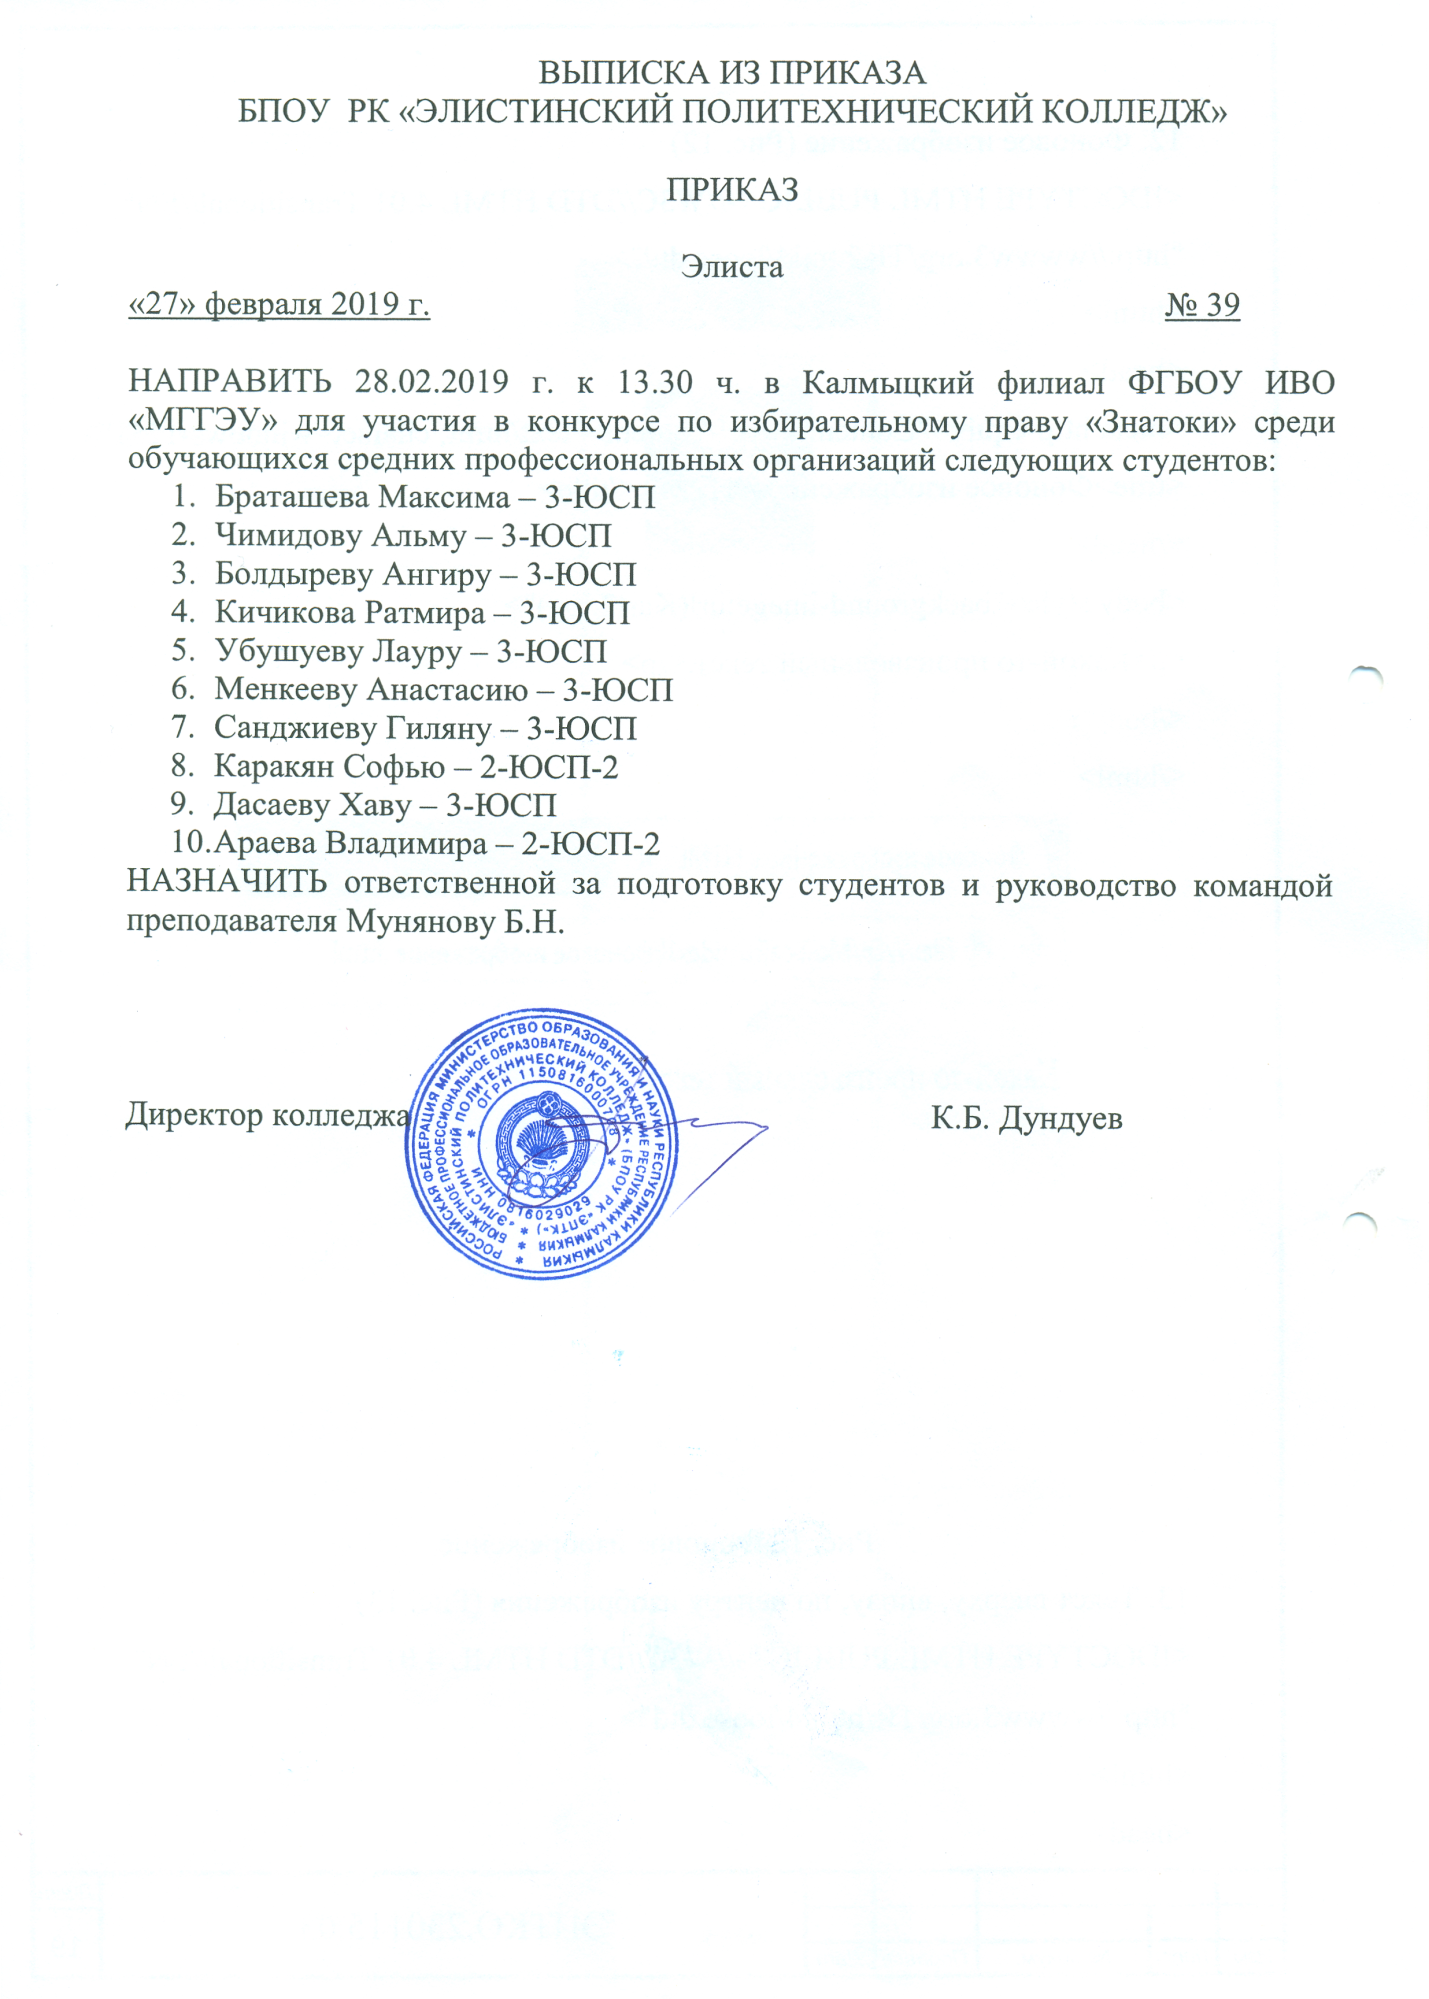 ВЫПИСКА ИЗ ПРИКАЗА
БПОУ РК «ЭЛИСТИНСКИЙ ПОЛИТЕХНИЧЕСКИЙ КОЛЛЕДЖ»
ПРИКАЗ
Элиста
«27» февраля 2019 г. № 39
НАПРАВИТЬ 28.02.2019 г. к 13.30 ч. в Калмыцкий филиал ФГБОУ ИВО
«МГГЭУ» для участия в конкурсе по избирательному праву «Знатоки» среди
обучающихся средних профессиональных организаций следующих студентов:
1. Браташева Максима – 3-ЮСП
2. Чимидову Альму – 3-ЮСП
3. Болдыреву Ангиру – 3-ЮСП
4. Кичикова Ратмира – 3-ЮСП
5. Убушуеву Лауру – 3-ЮСП
6. Менкееву Анастасию – 3-ЮСП
7. Санджиеву Гиляну – 3-ЮСП
8. Каракян Софью – 2-ЮСП-2
9. Дасаеву Хаву – 3-ЮСП
10.Араева Владимира – 2-ЮСП-2
НАЗНАЧИТЬ ответственной за подготовку студентов и руководство командой
преподавателя Мунянову Б.Н.
Директор колледжа К.Б. Дундуев
РОССИЙСКАЯ ФЕДЕРАЦИЯ МИНИСТЕРСТВО ОБРАЗОВАНИЯ И НАУКИ РЕСПУБЛИКИ КАЛМЫКИЯ *
БЮДЖЕТНОЕ ПРОФЕССИОНАЛЬНОЕ ОБРАЗОВАТЕЛЬНОЕ УЧРЕЖДЕНИЕ РЕСПУБЛИКИ КАЛМЫКИЯ *
«ЭЛИСТИНСКИЙ ПОЛИТЕХНИЧЕСКИЙ КОЛЛЕДЖ» (БПОУ РК «ЭПТК») *
* ОГРН *
ИНН 0816029029